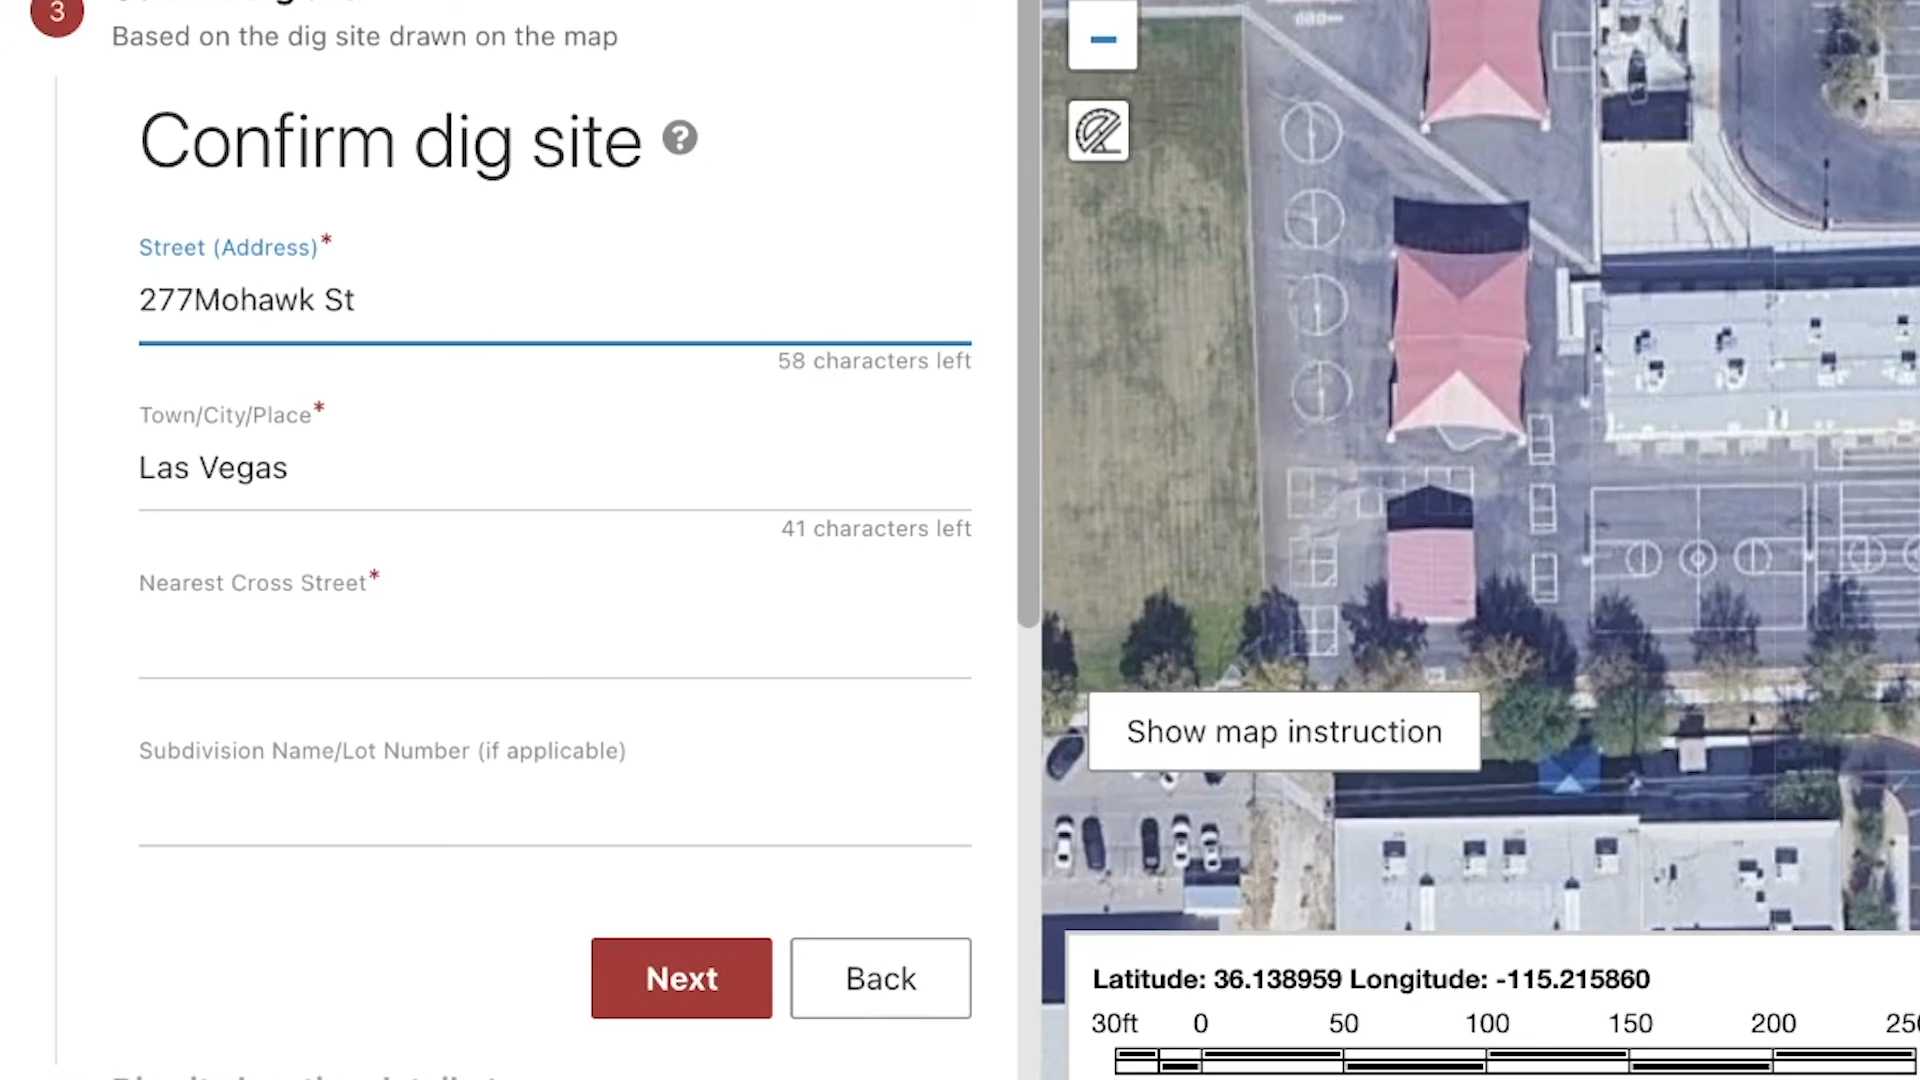 3
Based on the dig site drawn on the map
Confirm dig site ?
Street (Address)*
277Mohawk St
58 characters left
Town/City/Place*
Las Vegas
41 characters left
Nearest Cross Street*
Subdivision Name/Lot Number (if applicable)
Next
Back
Show map instruction
Latitude: 36.138959 Longitude: -115.215860
30ft 0 50 100 150 200